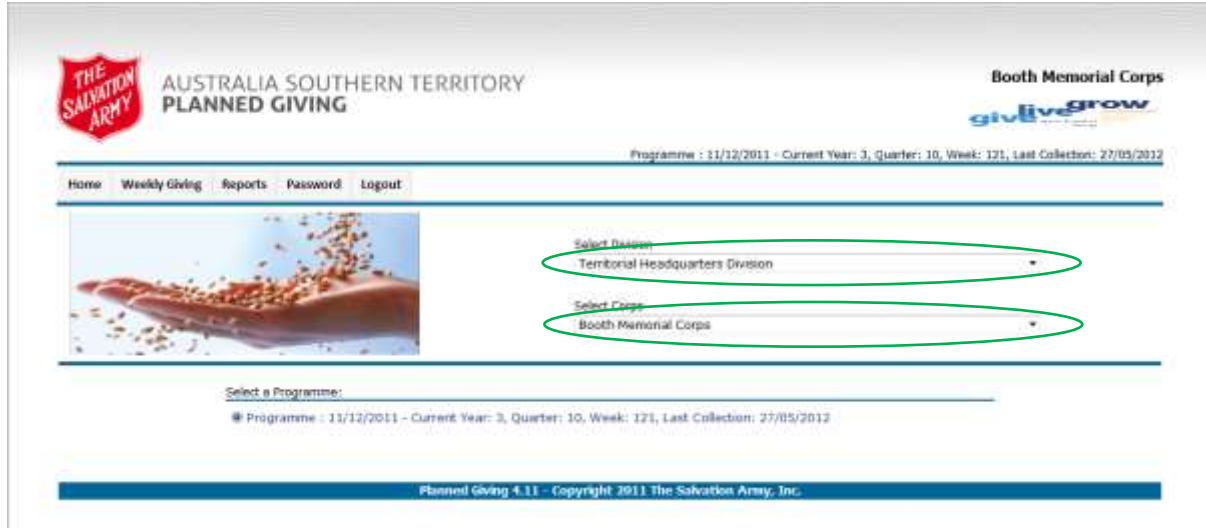 THE
SALVATION
ARMY
AUSTRALIA SOUTHERN TERRITORY
PLANNED GIVING
Booth Memorial Corps
givlivegrow
Programme : 11/12/2011 - Current Year: 3, Quarter: 10, Week: 121, Last Collection: 27/05/2012
Home Weekly Giving Reports Password Logout
Select Division
Territorial Headquarters Division
Select Corps
Booth Memorial Corps
Select a Programme:
Programme : 11/12/2011 - Current Year: 3, Quarter: 10, Week: 121, Last Collection: 27/05/2012
Planned Giving 4.11 - Copyright 2011 The Salvation Army, Inc.